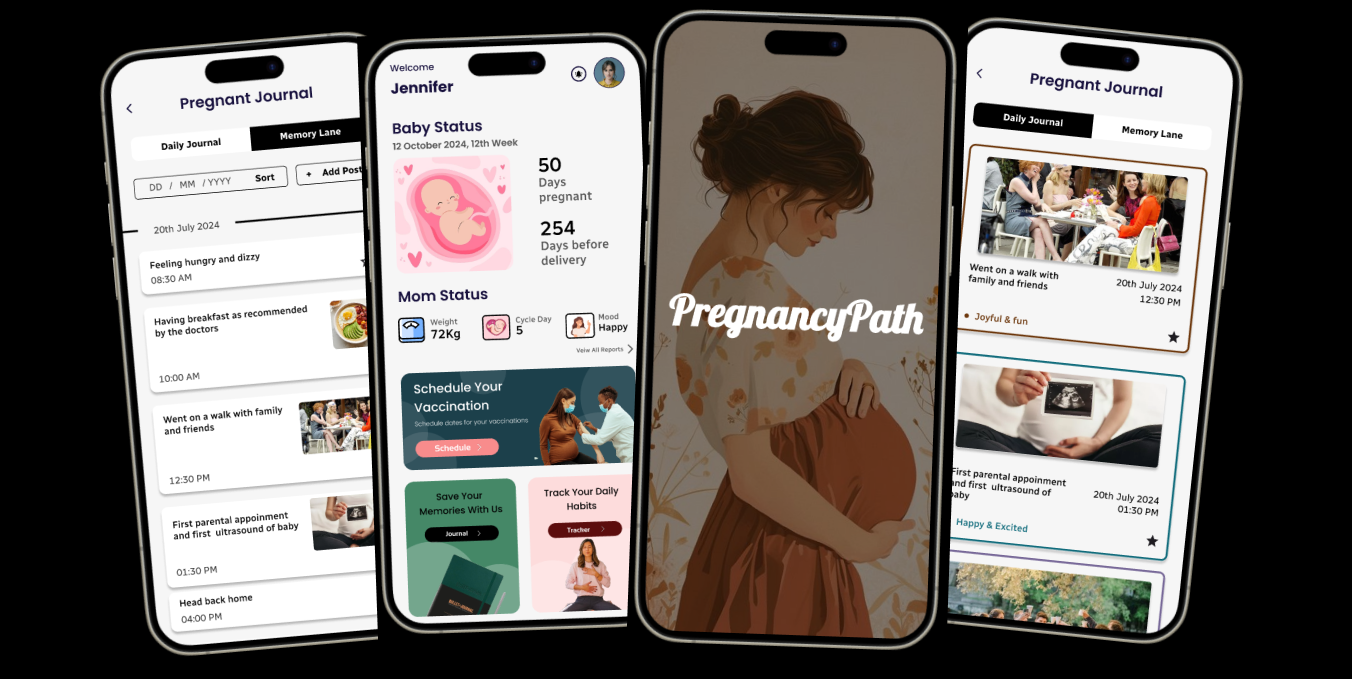 Pregnant Journal
Daily Journal
Memory Lane
DD / MM / YYYY
Sort
+ Add Post
20th July 2024
Feeling hungry and dizzy
08:30 AM
Having breakfast as recommended
by the doctors
10:00 AM
Went on a walk with family
and friends
12:30 PM
First parental appoinment
and first ultrasound of baby
01:30 PM
Head back home
04:00 PM
Welcome
Jennifer
Baby Status
12 October 2024, 12th Week
50
Days
pregnant
254
Days before
delivery
Mom Status
Weight
72Kg
Cycle Day
5
Mood
Happy
Veiw All Reports
Schedule Your
Vaccination
Schedule dates for your vaccinations
Schedule
Save Your
Memories With Us
Journal
Track Your Daily
Habits
Tracker
PregnancyPath
Pregnant Journal
Daily Journal
Memory Lane
Went on a walk with
family and friends
20th July 2024
12:30 PM
Joyful & fun
First parental appoinment
and first ultrasound of
baby
20th July 2024
01:30 PM
Happy & Excited